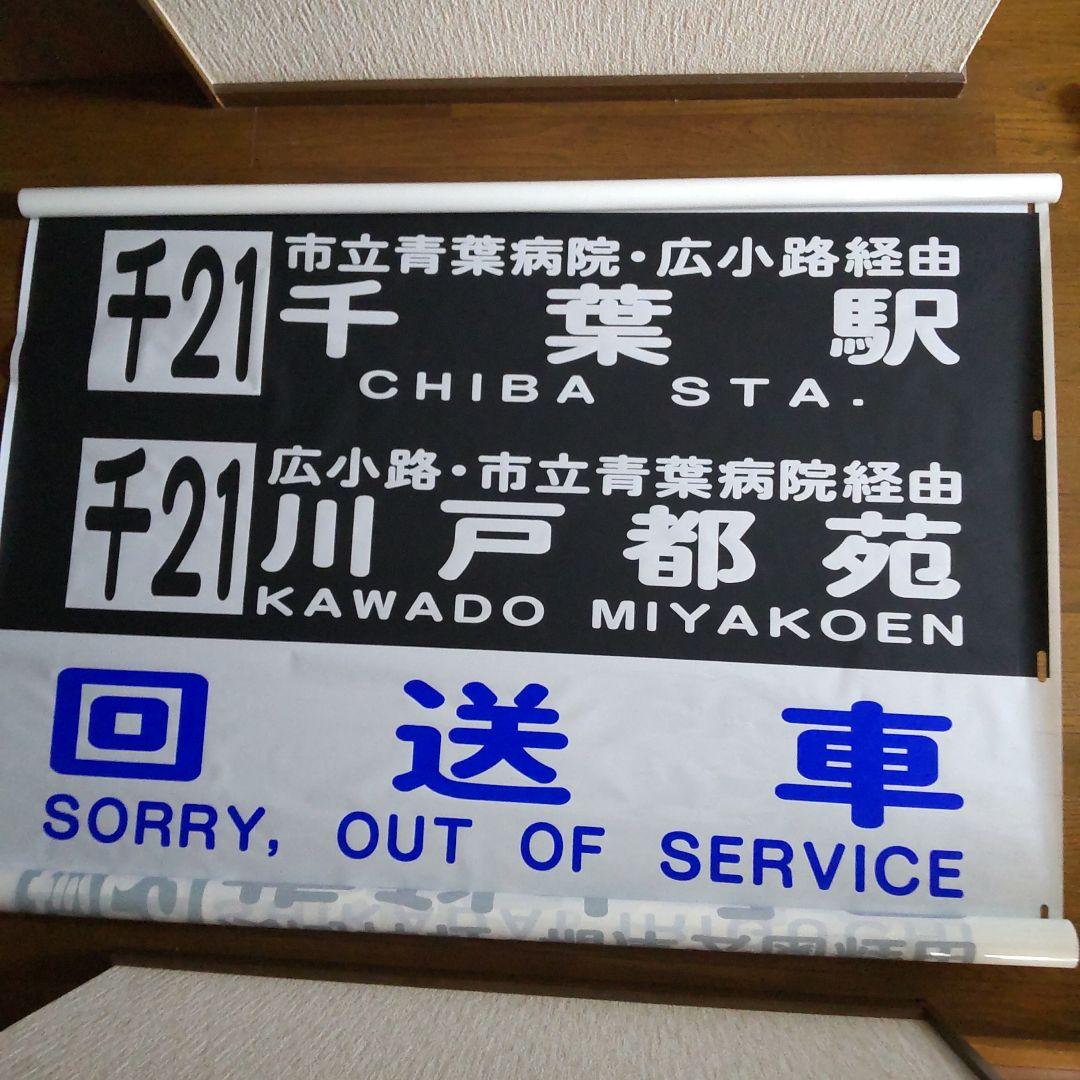 千21
市立青葉病院・広小路経由
千葉駅
CHIBA STA.
千21
広小路・市立青葉病院経由
川戸都苑
KAWADO MIYAKOEN
回送車
SORRY, OUT OF SERVICE